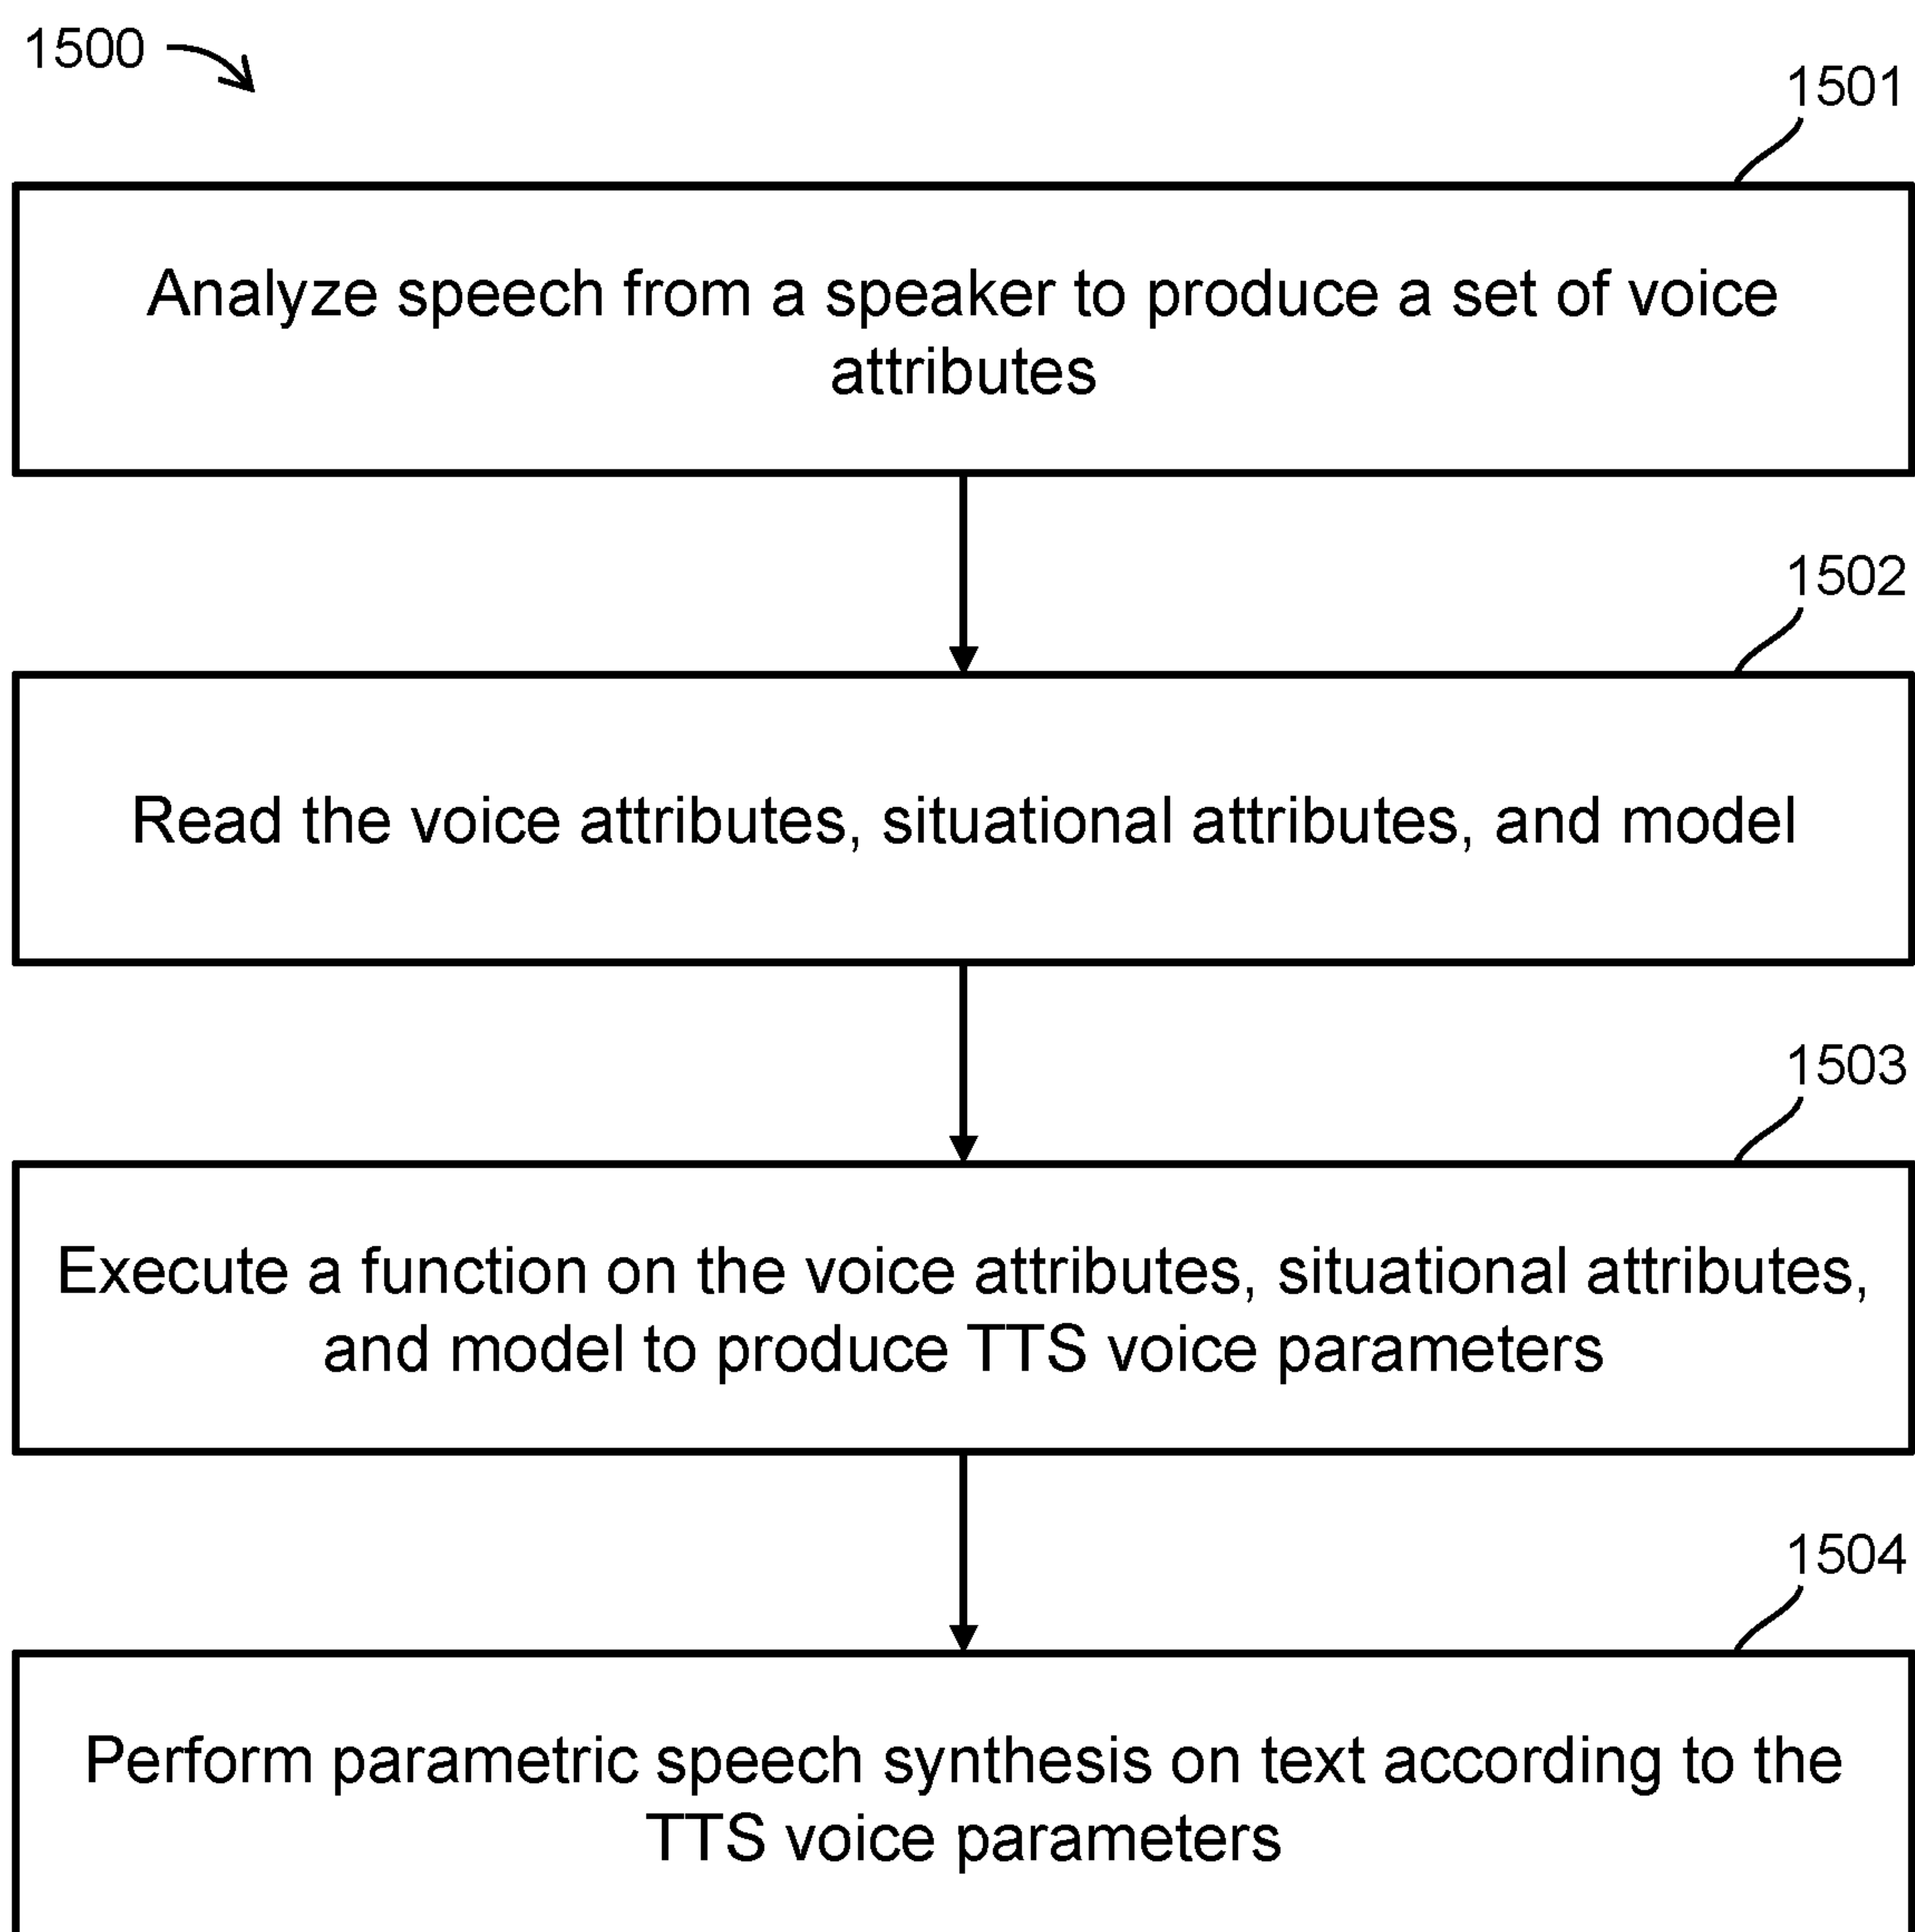 1500
1501
Analyze speech from a speaker to produce a set of voice
attributes
1502
Read the voice attributes, situational attributes, and model
1503
Execute a function on the voice attributes, situational attributes,
and model to produce TTS voice parameters
1504
Perform parametric speech synthesis on text according to the
TTS voice parameters